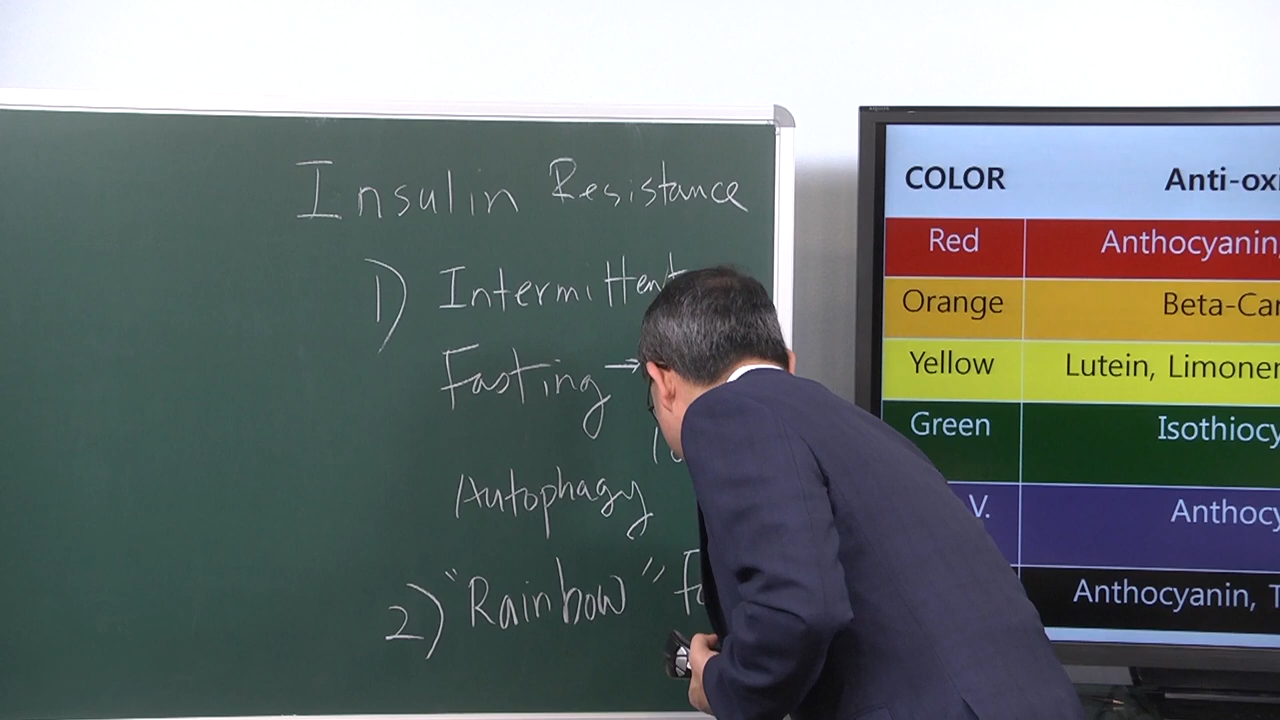 Insulin Resistance
1) Intermittent
Fasting →
Autophagy
2) "Rainbow"
COLOR Anti-oxi
Red Anthocyanin,
Orange Beta-Car
Yellow Lutein, Limonen
Green Isothiocy
V. Anthocy
Anthocyanin, T